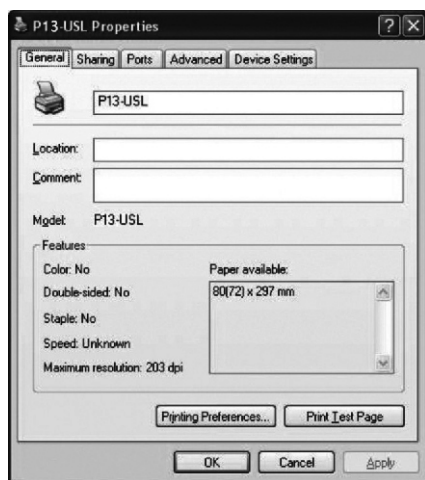 P13-USL Properties
General Sharing Ports Advanced Device Settings
P13-USL
Location:
Comment:
Model: P13-USL
Features
Color: No
Paper available:
Double-sided: No
80(72) x 297 mm
Staple: No
Speed: Unknown
Maximum resolution: 203 dpi
Printing Preferences... Print Test Page
OK Cancel Apply